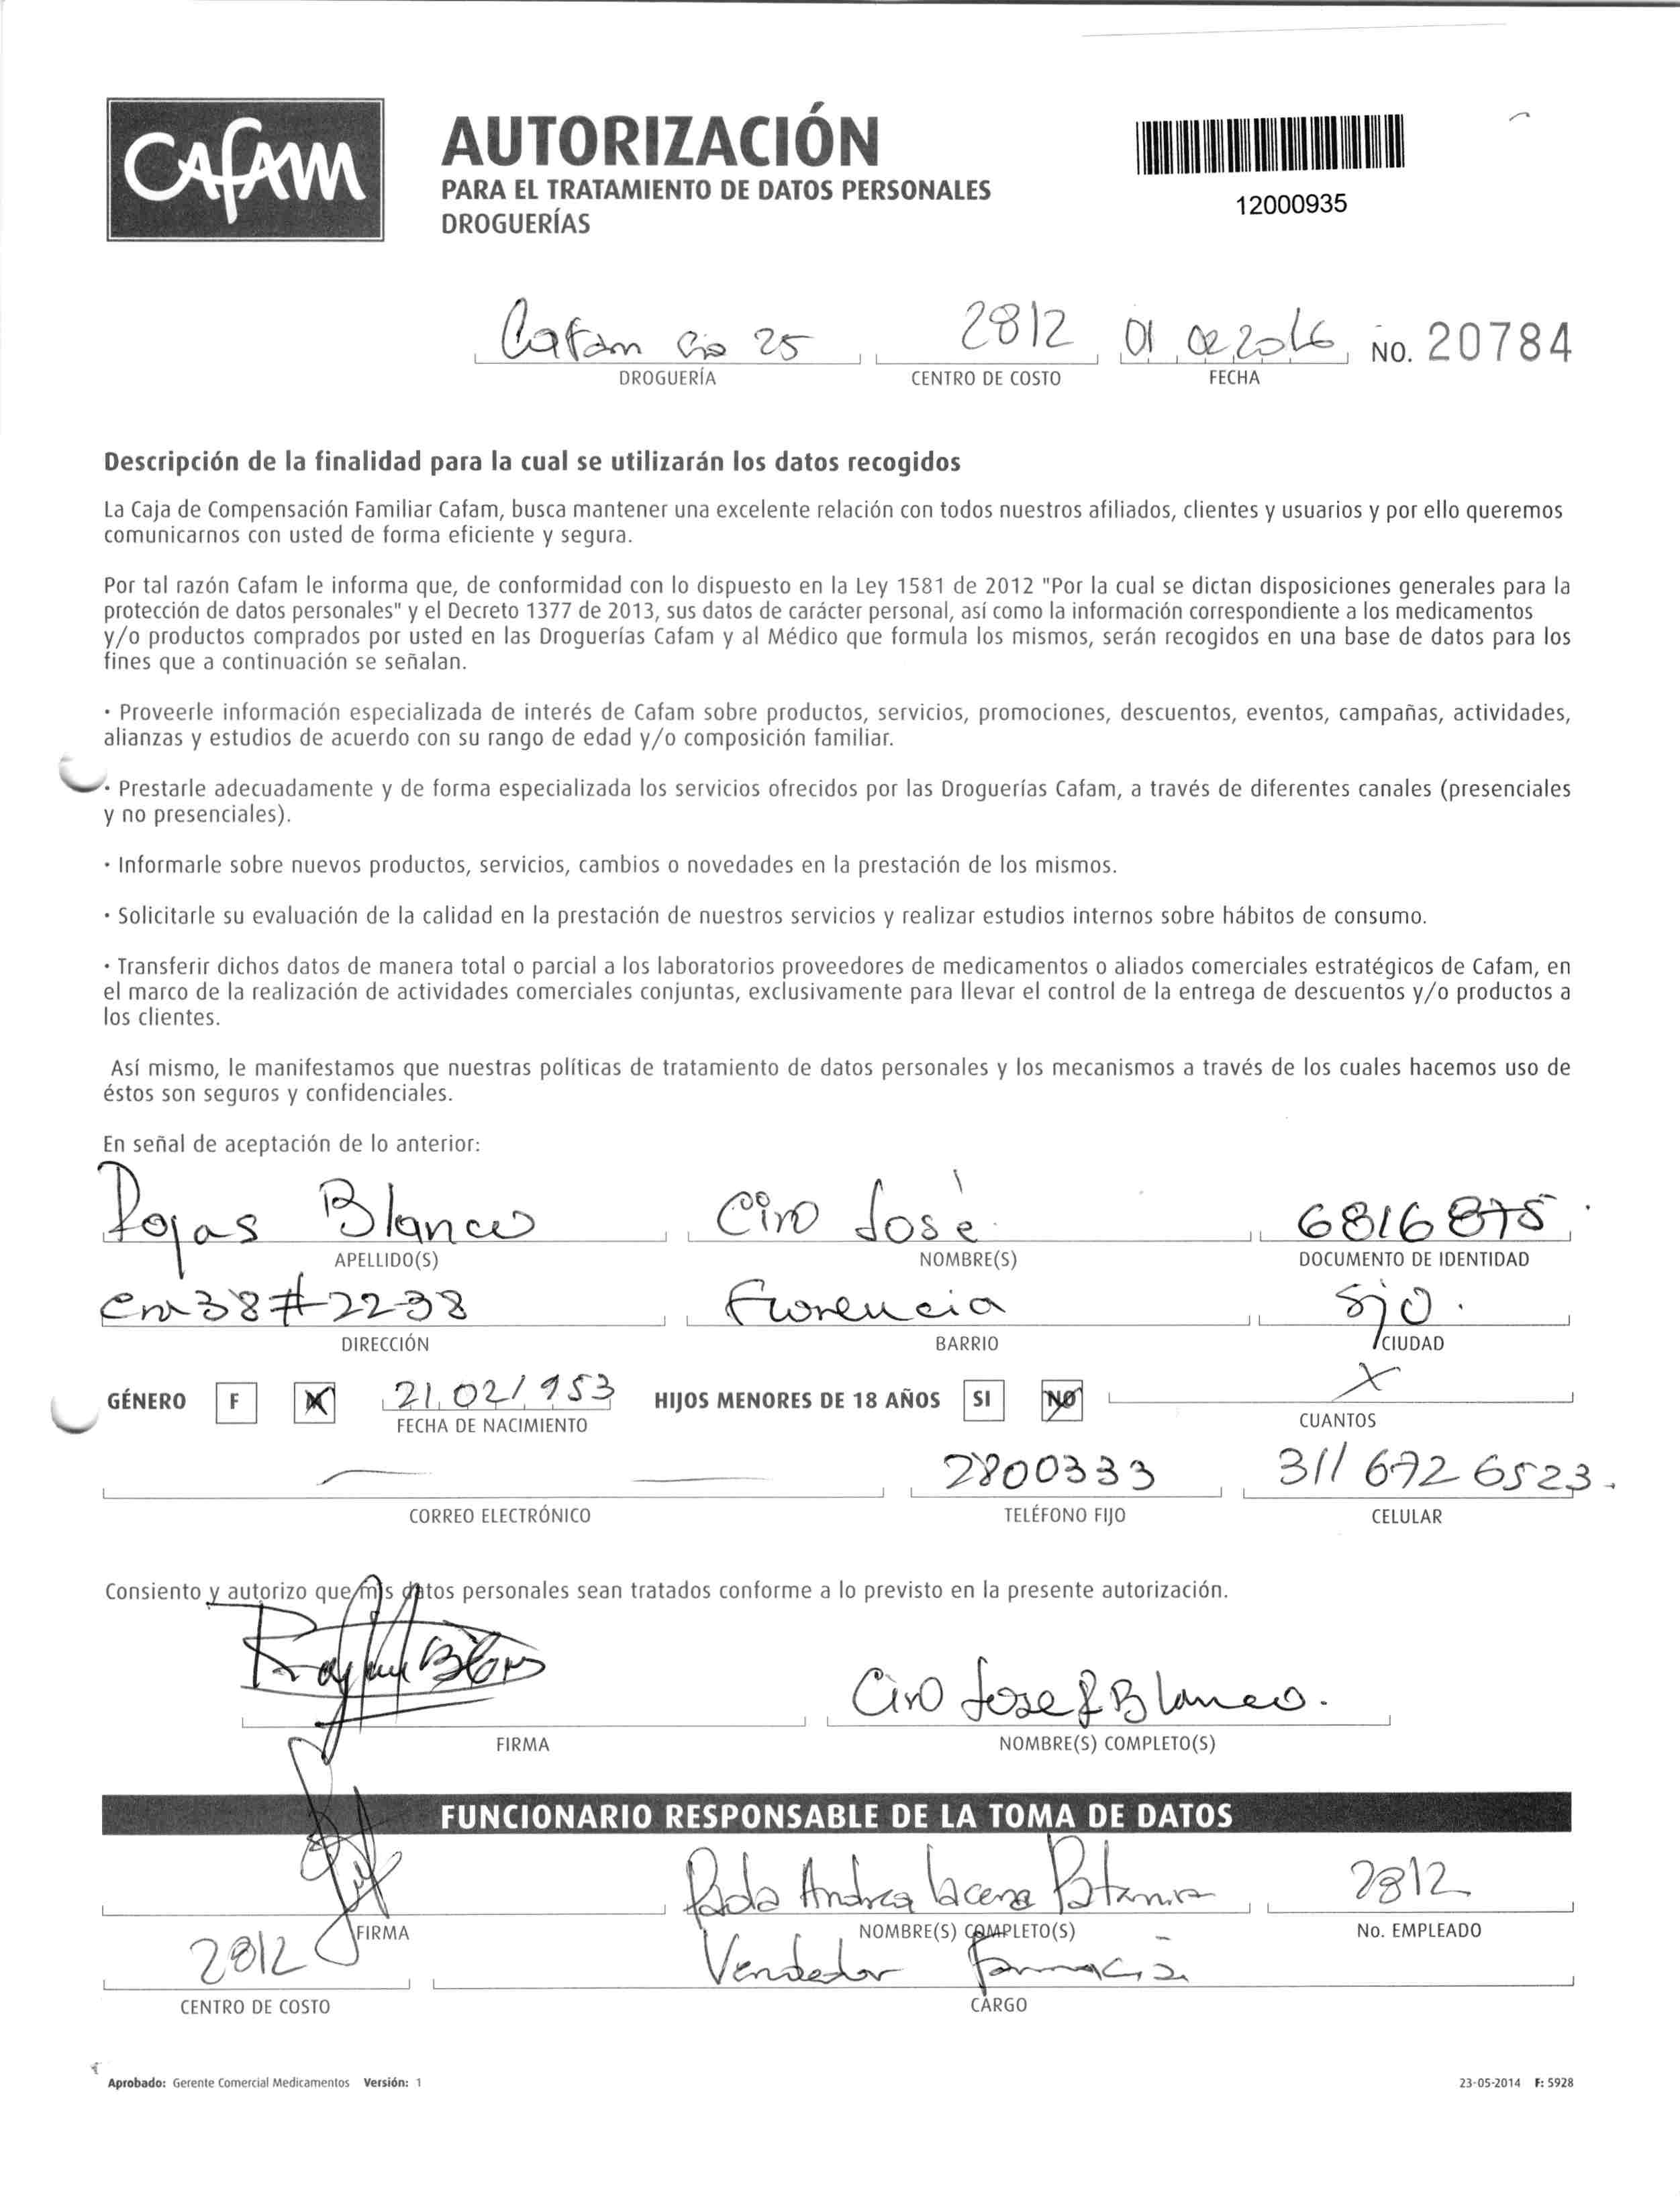 Cafam
AUTORIZACIÓN
PARA EL TRATAMIENTO DE DATOS PERSONALES
DROGUERÍAS
12000935
Cafam 25 2812 01 02 2016 No. 20784
DROGUERÍA CENTRO DE COSTO FECHA
Descripción de la finalidad para la cual se utilizarán los datos recogidos
La Caja de Compensación Familiar Cafam, busca mantener una excelente relación con todos nuestros afiliados, clientes y usuarios y por ello queremos
comunicarnos con usted de forma eficiente y segura.
Por tal razón Cafam le informa que, de conformidad con lo dispuesto en la Ley 1581 de 2012 "Por la cual se dictan disposiciones generales para la
protección de datos personales" y el Decreto 1377 de 2013, sus datos de carácter personal, así como la información correspondiente a los medicamentos
y/o productos comprados por usted en las Droguerías Cafam y al Médico que formula los mismos, serán recogidos en una base de datos para los
fines que a continuación se señalan.
· Proveerle información especializada de interés de Cafam sobre productos, servicios, promociones, descuentos, eventos, campañas, actividades,
alianzas y estudios de acuerdo con su rango de edad y/o composición familiar.
· Prestarle adecuadamente y de forma especializada los servicios ofrecidos por las Droguerías Cafam, a través de diferentes canales (presenciales
y no presenciales).
· Informarle sobre nuevos productos, servicios, cambios o novedades en la prestación de los mismos.
· Solicitarle su evaluación de la calidad en la prestación de nuestros servicios y realizar estudios internos sobre hábitos de consumo.
· Transferir dichos datos de manera total o parcial a los laboratorios proveedores de medicamentos o aliados comerciales estratégicos de Cafam, en
el marco de la realización de actividades comerciales conjuntas, exclusivamente para llevar el control de la entrega de descuentos y/o productos a
los clientes.
Así mismo, le manifestamos que nuestras políticas de tratamiento de datos personales y los mecanismos a través de los cuales hacemos uso de
éstos son seguros y confidenciales.
En señal de aceptación de lo anterior:
Rojas Blanco Ciro José 6816875
APELLIDO(S) NOMBRE(S) DOCUMENTO DE IDENTIDAD
Cra 38 # 22-38 Florencia Sjo.
DIRECCIÓN BARRIO CIUDAD
GÉNERO F M 21 02 1953 HIJOS MENORES DE 18 AÑOS SI NO X
FECHA DE NACIMIENTO CUANTOS
2800333 311 672 6523.
CORREO ELECTRÓNICO TELÉFONO FIJO CELULAR
Consiento y autorizo que mis datos personales sean tratados conforme a lo previsto en la presente autorización.
Ciro Jose R Blanco.
FIRMA NOMBRE(S) COMPLETO(S)
FUNCIONARIO RESPONSABLE DE LA TOMA DE DATOS
Andrea 2812
FIRMA NOMBRE(S) COMPLETO(S) No. EMPLEADO
2812 Vendedor Farmacia
CENTRO DE COSTO CARGO
Aprobado: Gerente Comercial Medicamentos Versión: 1 23-05-2014 F: 5928